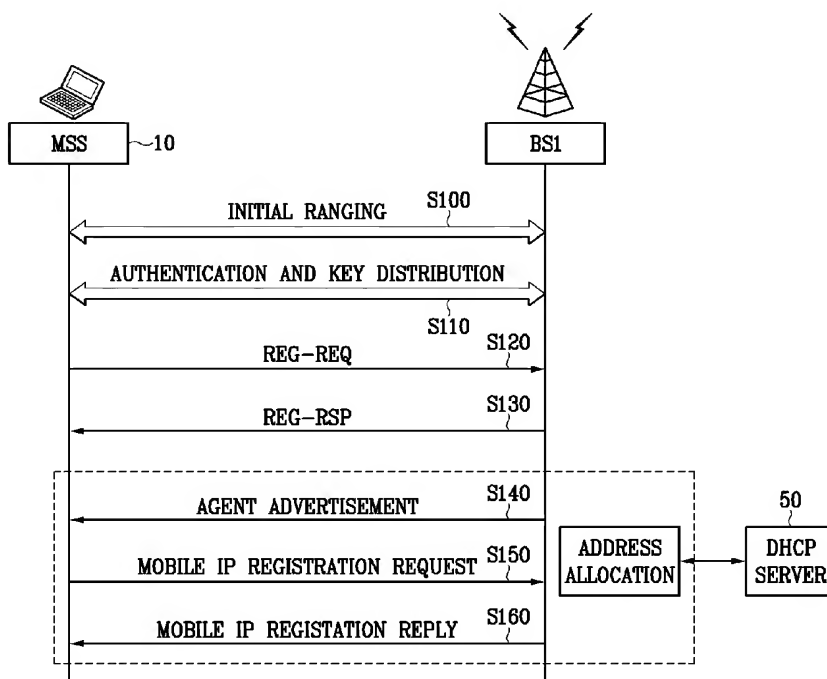 MSS
10
BS1
S100
INITIAL RANGING
AUTHENTICATION AND KEY DISTRIBUTION
S110
S120
REG-REQ
S130
REG-RSP
S140
AGENT ADVERTISEMENT
50
S150
MOBILE IP REGISTRATION REQUEST
ADDRESS
ALLOCATION
DHCP
SERVER
S160
MOBILE IP REGISTATION REPLY